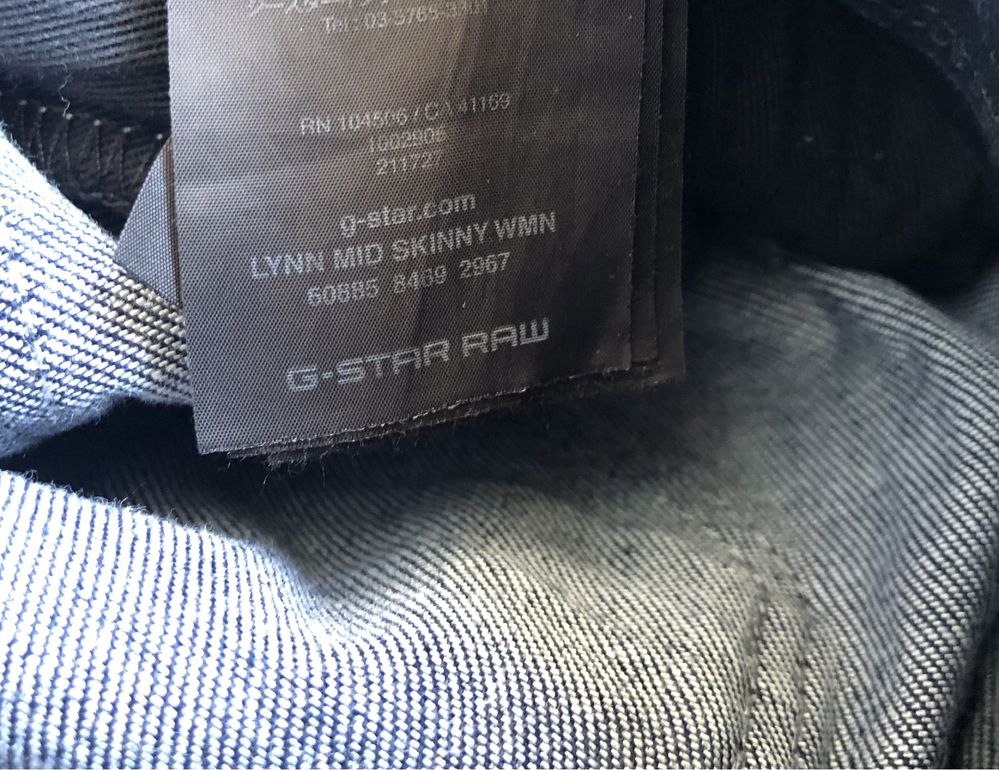 RN 104506 / CA 41169
1002906
211727
g-star.com
LYNN MID SKINNY WMN
60885 8469 2967
G-STAR RAW